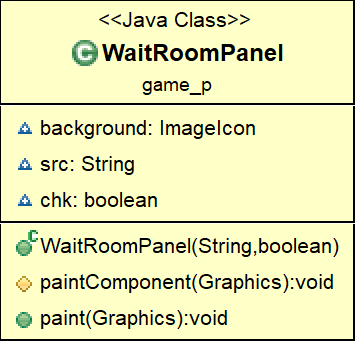 <<Java Class>>
C WaitRoomPanel
game_p
background: ImageIcon
src: String
chk: boolean
C WaitRoomPanel(String,boolean)
paintComponent(Graphics):void
paint(Graphics):void